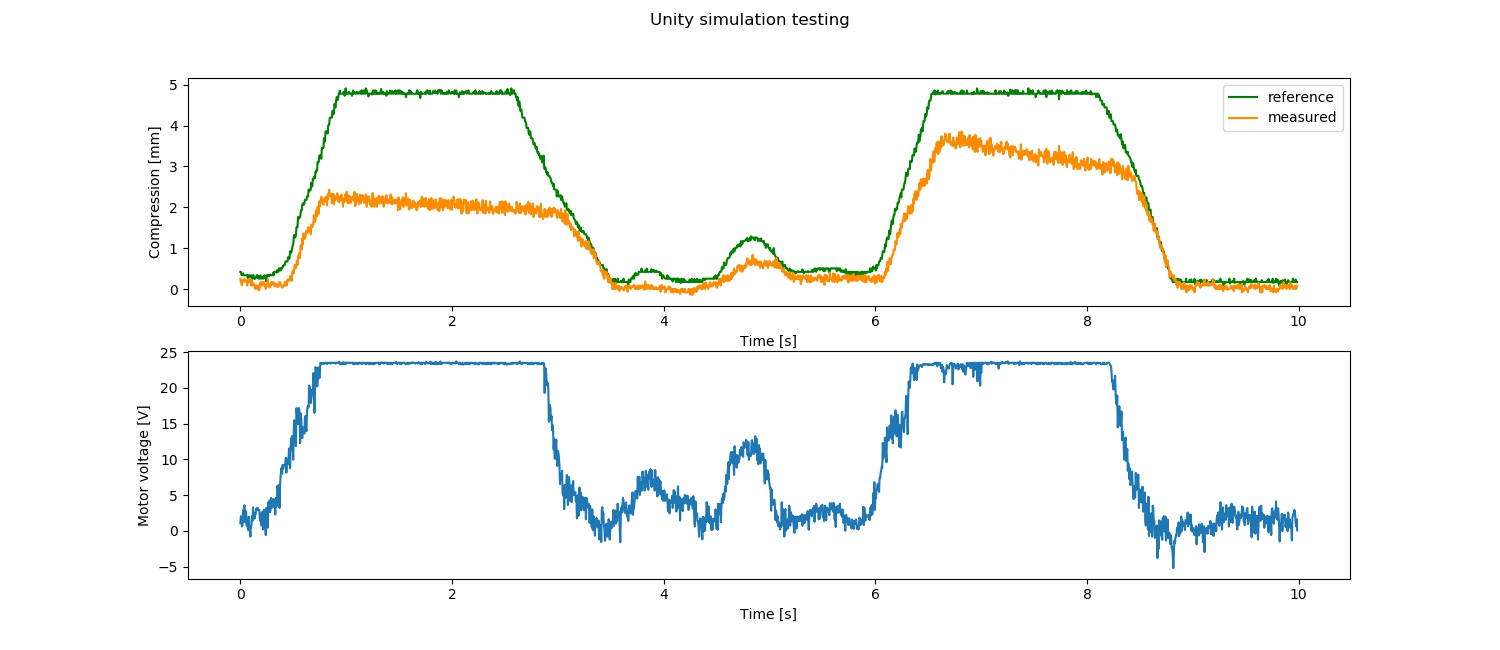 Unity simulation testing
5
4
3
2
1
0
Compression [mm]
reference
measured
0 2 4 6 8 10
Time [s]
25
20
15
10
5
0
−5
Motor voltage [V]
0 2 4 6 8 10
Time [s]